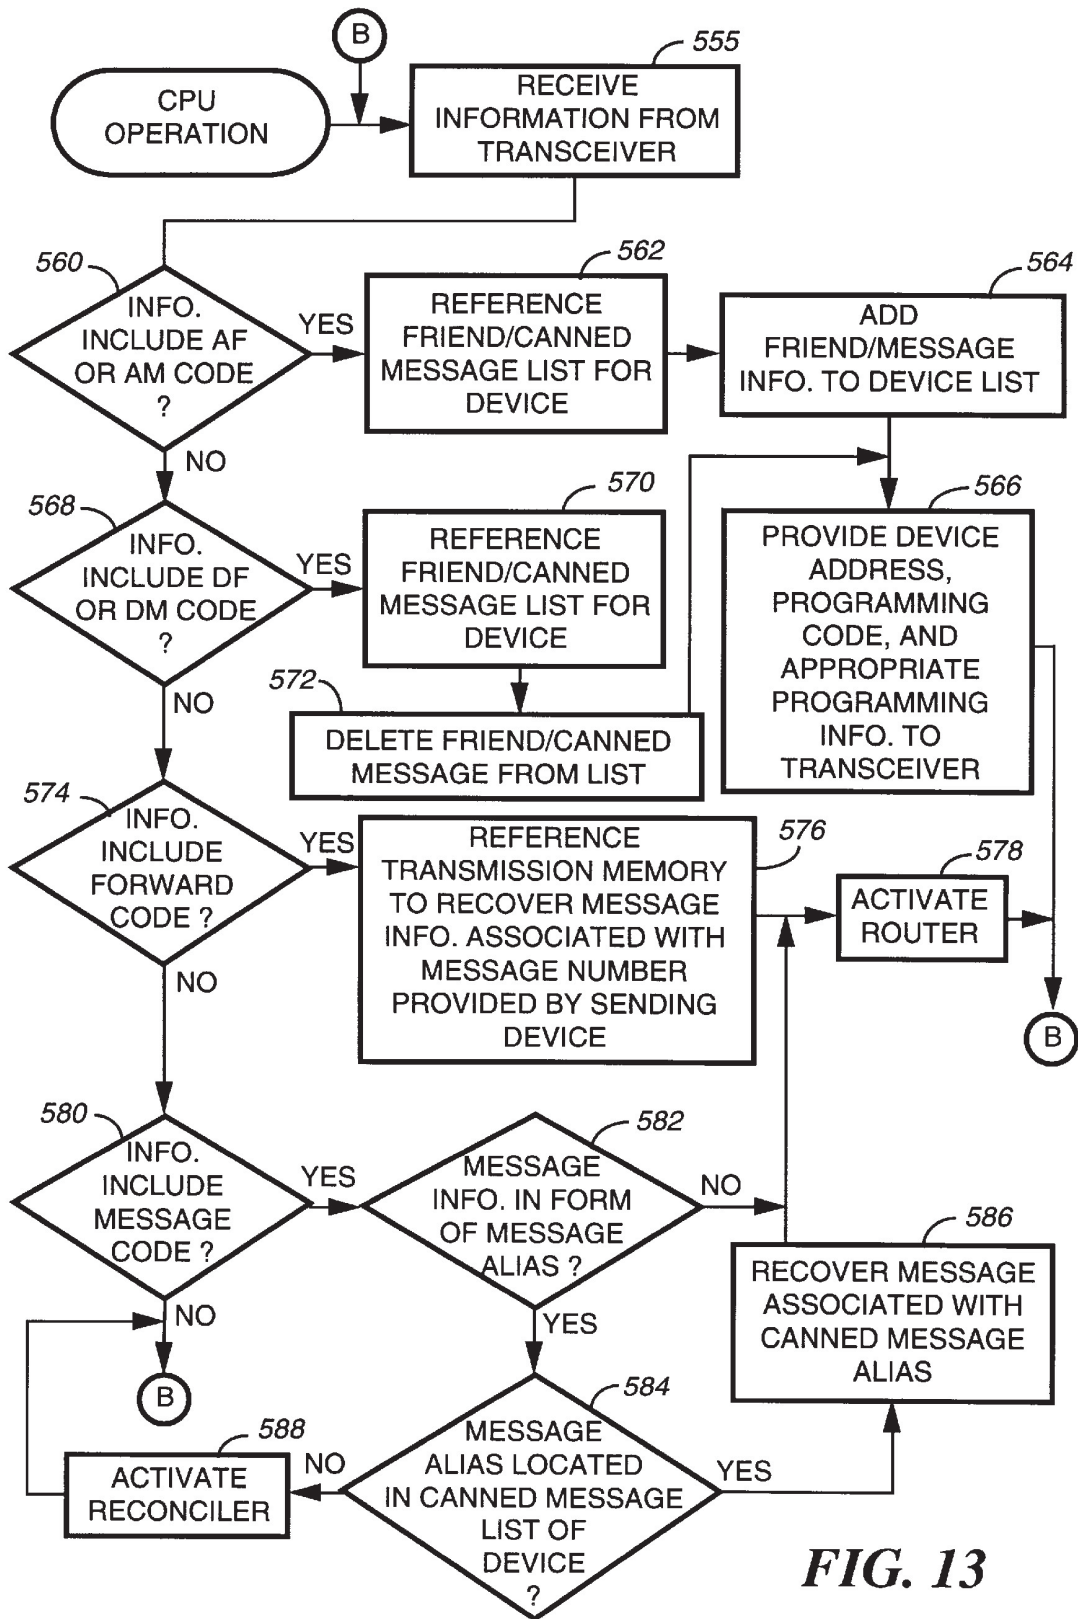 B
555
CPU
OPERATION
RECEIVE
INFORMATION FROM
TRANSCEIVER
560
INFO.
INCLUDE AF
OR AM CODE
?
YES
NO
562
REFERENCE
FRIEND/CANNED
MESSAGE LIST FOR
DEVICE
564
ADD
FRIEND/MESSAGE
INFO. TO DEVICE LIST
568
INFO.
INCLUDE DF
OR DM CODE
?
YES
NO
570
REFERENCE
FRIEND/CANNED
MESSAGE LIST FOR
DEVICE
566
PROVIDE DEVICE
ADDRESS,
PROGRAMMING
CODE, AND
APPROPRIATE
PROGRAMMING
INFO. TO
TRANSCEIVER
572
DELETE FRIEND/CANNED
MESSAGE FROM LIST
574
INFO.
INCLUDE
FORWARD
CODE ?
YES
NO
576
REFERENCE
TRANSMISSION MEMORY
TO RECOVER MESSAGE
INFO. ASSOCIATED WITH
MESSAGE NUMBER
PROVIDED BY SENDING
DEVICE
578
ACTIVATE
ROUTER
B
580
INFO.
INCLUDE
MESSAGE
CODE ?
YES
NO
B
582
MESSAGE
INFO. IN FORM
OF MESSAGE
ALIAS ?
NO
YES
586
RECOVER MESSAGE
ASSOCIATED WITH
CANNED MESSAGE
ALIAS
584
MESSAGE
ALIAS LOCATED
IN CANNED MESSAGE
LIST OF
DEVICE
?
NO
YES
588
ACTIVATE
RECONCILER
FIG. 13